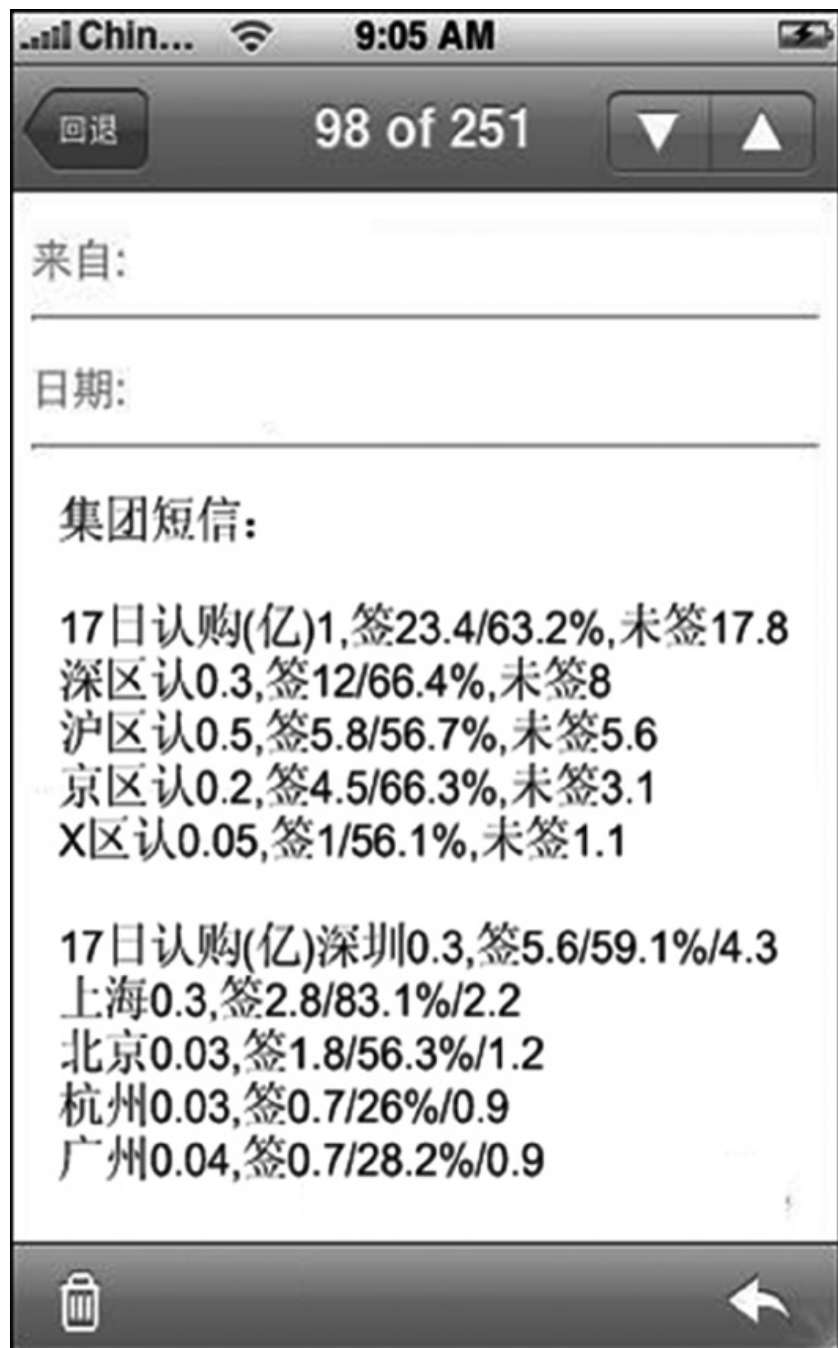 Chin... 9:05 AM
回退 98 of 251
来自:
日期:
集团短信：
17日认购(亿)1,签23.4/63.2%,未签17.8
深区认0.3,签12/66.4%,未签8
沪区认0.5,签5.8/56.7%,未签5.6
京区认0.2,签4.5/66.3%,未签3.1
X区认0.05,签1/56.1%,未签1.1
17日认购(亿)深圳0.3,签5.6/59.1%/4.3
上海0.3,签2.8/83.1%/2.2
北京0.03,签1.8/56.3%/1.2
杭州0.03,签0.7/26%/0.9
广州0.04,签0.7/28.2%/0.9